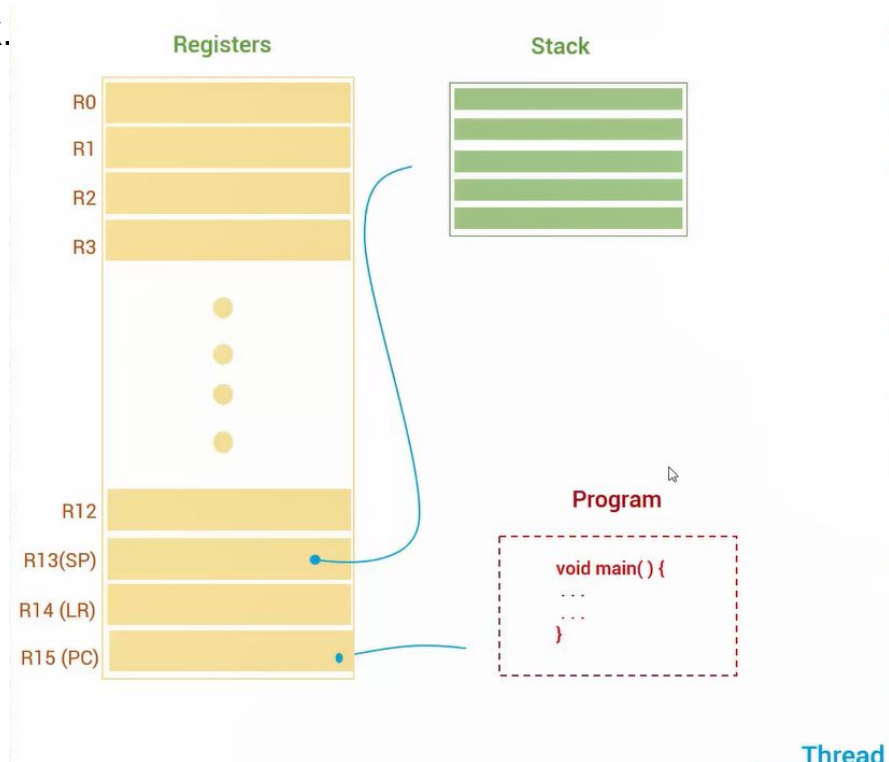 Registers
Stack
R0
R1
R2
R3
R12
R13(SP)
R14 (LR)
R15 (PC)
Program
void main( ) {
. . .
. . .
}
Thread